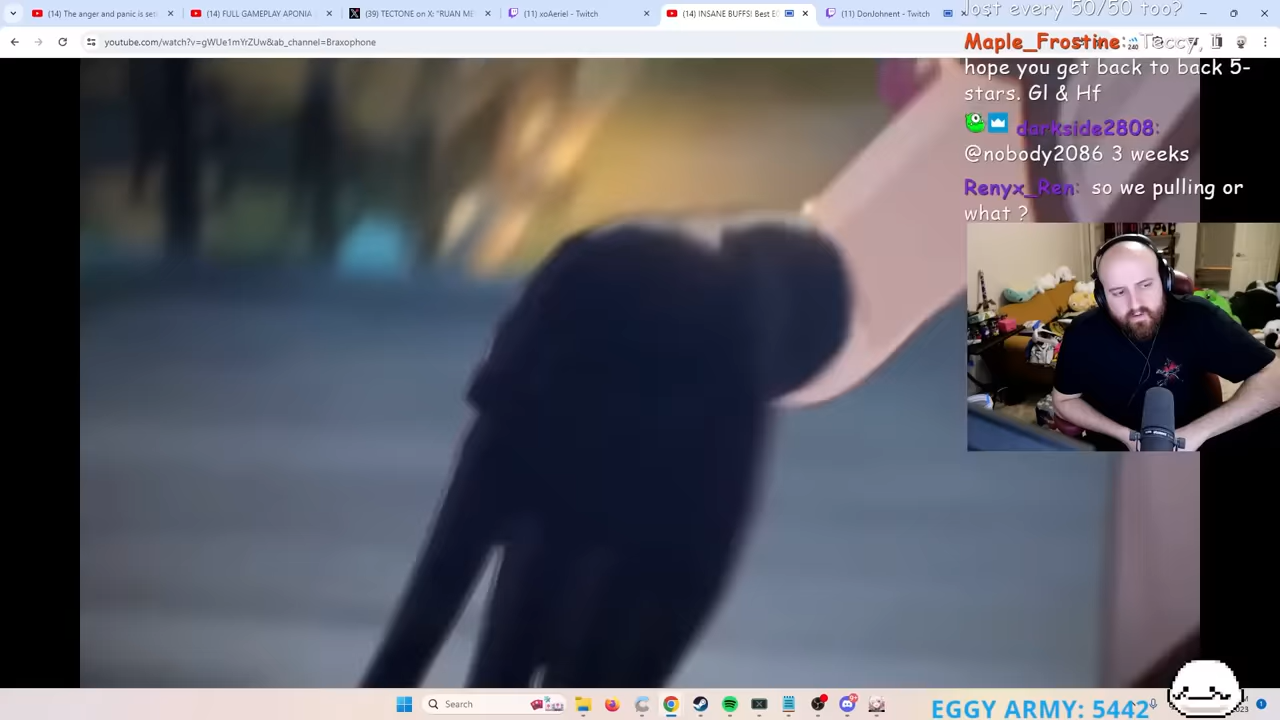 (14) The anger and panic is se
(14) FULL GAMEPLAY APONIA
(39) TECTONE on X: "RUAN ME
(11) xoAeriel - Twitch
(14) INSANE BUFFS! Best E
(11) DonJohnent - Twitch
youtube.com/watch?v=gWUe1mYrZUw&ab_channel=Braxophone
lost every 50/50 too?
Maple_Frostine: Teccy, I
hope you get back to back 5-
stars. Gl & Hf
darkside2808:
@nobody2086 3 weeks
Renyx_Ren: so we pulling or
what ?
Search
EGGY ARMY: 5442